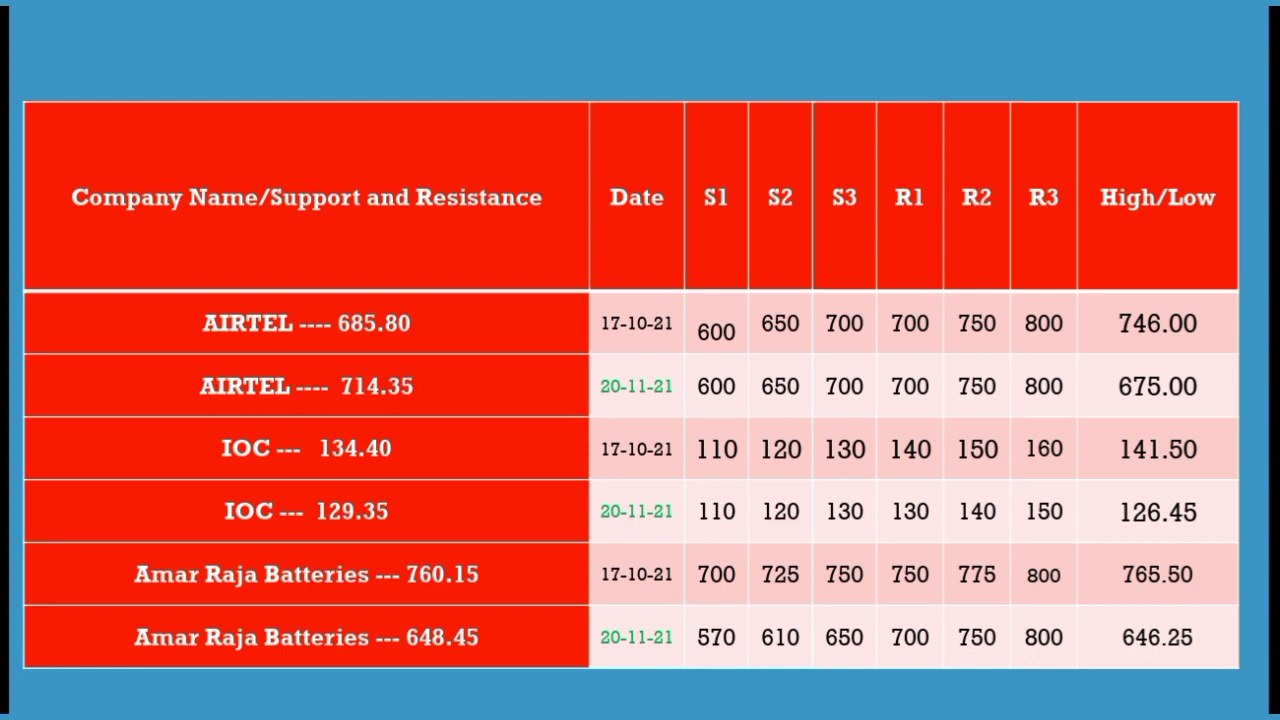 Company Name/Support and Resistance Date S1 S2 S3 R1 R2 R3 High/Low
AIRTEL ---- 685.80 17-10-21 600 650 700 700 750 800 746.00
AIRTEL ---- 714.35 20-11-21 600 650 700 700 750 800 675.00
IOC --- 134.40 17-10-21 110 120 130 140 150 160 141.50
IOC --- 129.35 20-11-21 110 120 130 130 140 150 126.45
Amar Raja Batteries --- 760.15 17-10-21 700 725 750 750 775 800 765.50
Amar Raja Batteries --- 648.45 20-11-21 570 610 650 700 750 800 646.25